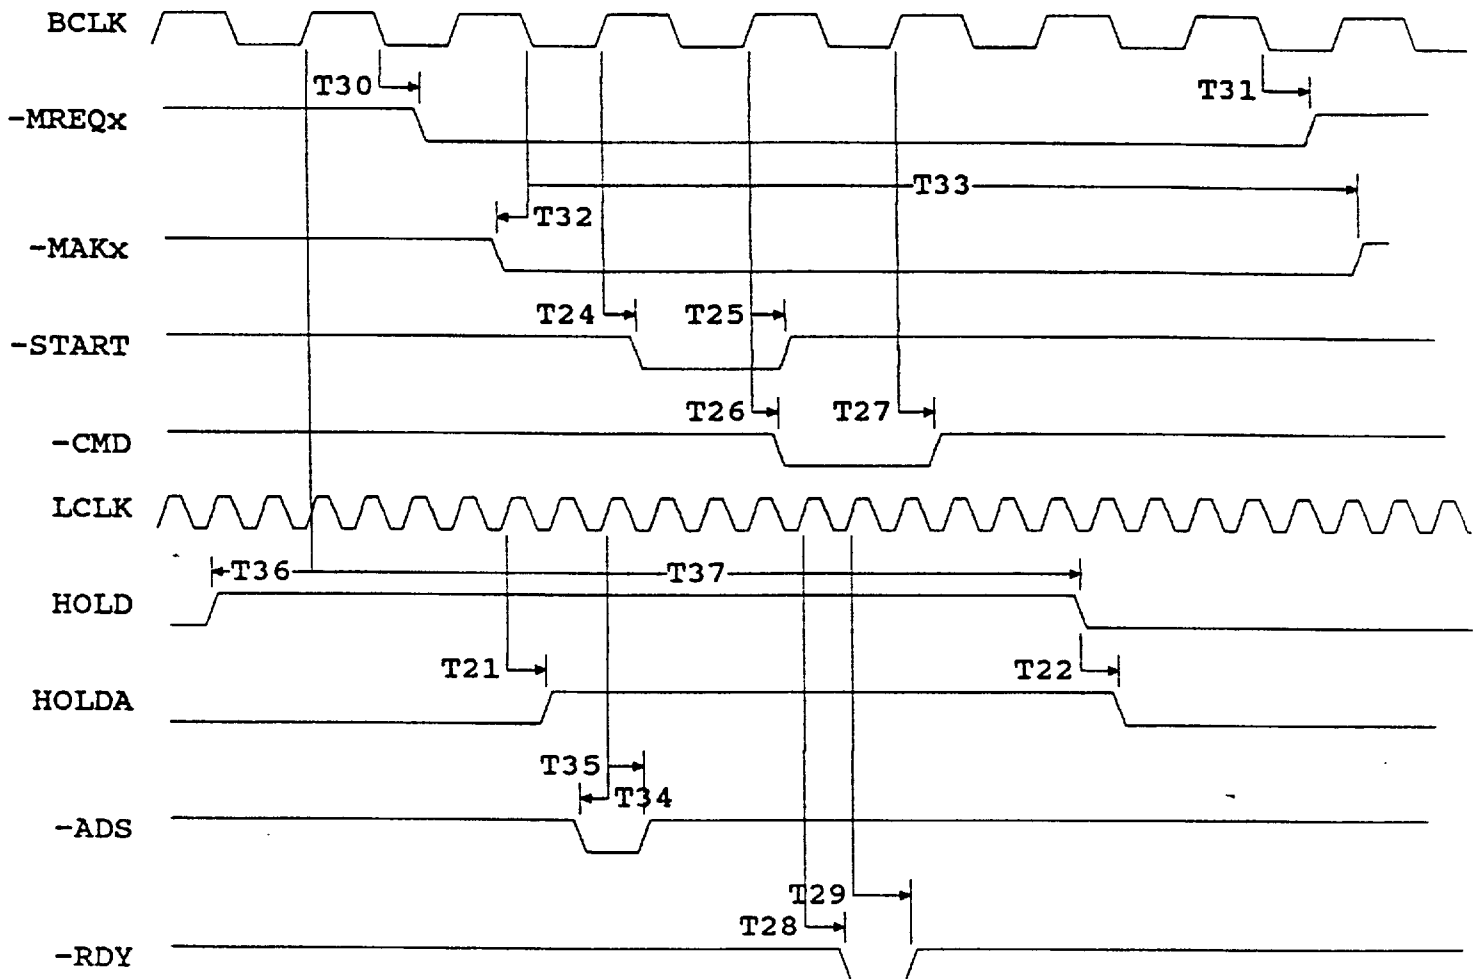 BCLK
T30
T31
-MREQx
T33
T32
-MAKx
T24
T25
-START
T26
T27
-CMD
LCLK
T36
T37
HOLD
T21
T22
HOLDA
T35
T34
-ADS
T29
T28
-RDY